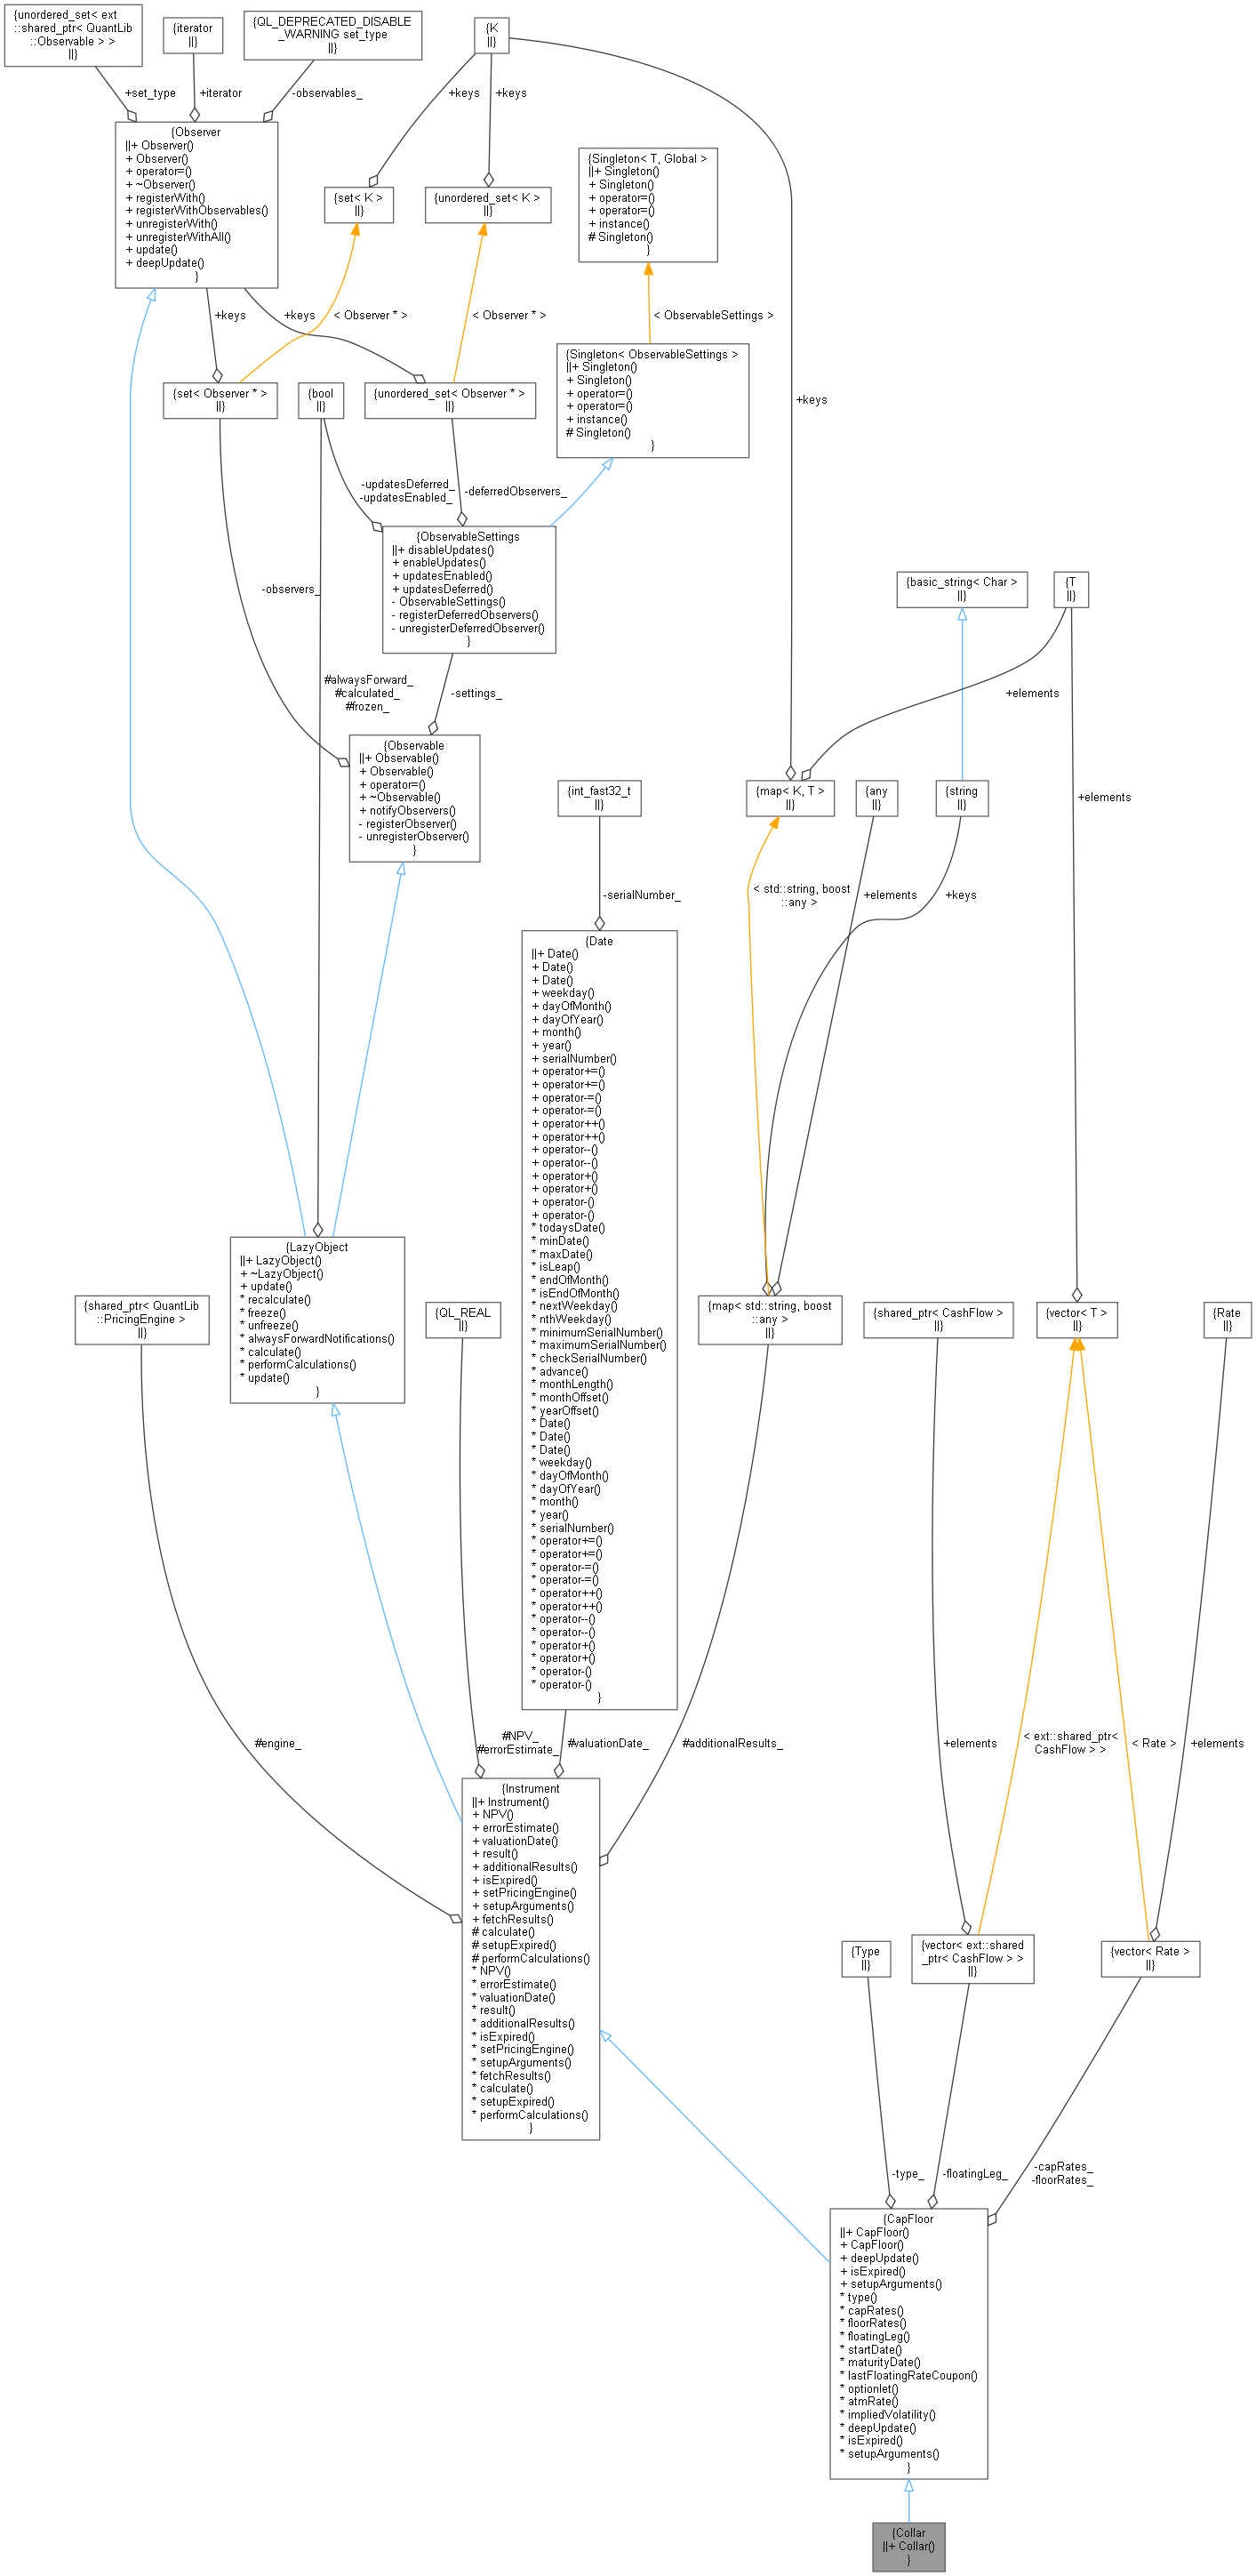 {unordered_set< ext
::shared_ptr< QuantLib
::Observable > >
||}
{iterator
||}
{QL_DEPRECATED_DISABLE
_WARNING set_type
||}
{K
||}
+set_type
+iterator
-observables_
+keys
+keys
{Observer
||+ Observer()
+ Observer()
+ operator=()
+ ~Observer()
+ registerWith()
+ registerWithObservables()
+ unregisterWith()
+ unregisterWithAll()
+ update()
+ deepUpdate()
}
{set< K >
||}
{unordered_set< K >
||}
{Singleton< T, Global >
||+ Singleton()
+ Singleton()
+ operator=()
+ operator=()
+ instance()
# Singleton()
}
+keys
+keys
< Observer * >
< Observer * >
< ObservableSettings >
{set< Observer * >
||}
{bool
||}
{unordered_set< Observer * >
||}
{Singleton< ObservableSettings >
||+ Singleton()
+ Singleton()
+ operator=()
+ operator=()
+ instance()
# Singleton()
}
+keys
-updatesDeferred_
-updatesEnabled_
-deferredObservers_
{ObservableSettings
||+ disableUpdates()
+ enableUpdates()
+ updatesEnabled()
+ updatesDeferred()
- ObservableSettings()
- registerDeferredObservers()
- unregisterDeferredObserver()
}
-observers_
{basic_string< Char >
||}
{T
||}
#alwaysForward_
#calculated_
#frozen_
-settings_
+elements
{Observable
||+ Observable()
+ Observable()
+ operator=()
+ ~Observable()
+ notifyObservers()
- registerObserver()
- unregisterObserver()
}
{int_fast32_t
||}
{map< K, T >
||}
{any
||}
{string
||}
+elements
-serialNumber_
< std::string, boost
::any >
+elements
+keys
{Date
||+ Date()
+ Date()
+ Date()
+ weekday()
+ dayOfMonth()
+ dayOfYear()
+ month()
+ year()
+ serialNumber()
+ operator+=()
+ operator+=()
+ operator-=()
+ operator-=()
+ operator++()
+ operator++()
+ operator--()
+ operator--()
+ operator+()
+ operator+()
+ operator-()
+ operator-()
* todaysDate()
* minDate()
* maxDate()
* isLeap()
* endOfMonth()
* isEndOfMonth()
* nextWeekday()
* nthWeekday()
* minimumSerialNumber()
* maximumSerialNumber()
* checkSerialNumber()
* advance()
* monthLength()
* monthOffset()
* yearOffset()
* Date()
* Date()
* Date()
* weekday()
* dayOfMonth()
* dayOfYear()
* month()
* year()
* serialNumber()
* operator+=()
* operator+=()
* operator-=()
* operator-=()
* operator++()
* operator++()
* operator--()
* operator--()
* operator+()
* operator+()
* operator-()
* operator-()
}
{LazyObject
||+ LazyObject()
+ ~LazyObject()
+ update()
* recalculate()
* freeze()
* unfreeze()
* alwaysForwardNotifications()
* calculate()
* performCalculations()
* update()
}
{shared_ptr< QuantLib
::PricingEngine >
||}
{QL_REAL
||}
{map< std::string, boost
::any >
||}
{shared_ptr< CashFlow >
||}
{vector< T >
||}
{Rate
||}
#engine_
#NPV_
#errorEstimate_
#valuationDate_
#additionalResults_
+elements
< ext::shared_ptr<
CashFlow > >
< Rate >
+elements
{Instrument
||+ Instrument()
+ NPV()
+ errorEstimate()
+ valuationDate()
+ result()
+ additionalResults()
+ isExpired()
+ setPricingEngine()
+ setupArguments()
+ fetchResults()
# calculate()
# setupExpired()
# performCalculations()
* NPV()
* errorEstimate()
* valuationDate()
* result()
* additionalResults()
* isExpired()
* setPricingEngine()
* setupArguments()
* fetchResults()
* calculate()
* setupExpired()
* performCalculations()
}
{Type
||}
{vector< ext::shared
_ptr< CashFlow > >
||}
{vector< Rate >
||}
-type_
-floatingLeg_
-capRates_
-floorRates_
{CapFloor
||+ CapFloor()
+ CapFloor()
+ deepUpdate()
+ isExpired()
+ setupArguments()
* type()
* capRates()
* floorRates()
* floatingLeg()
* startDate()
* maturityDate()
* lastFloatingRateCoupon()
* optionlet()
* atmRate()
* impliedVolatility()
* deepUpdate()
* isExpired()
* setupArguments()
}
{Collar
||+ Collar()
}